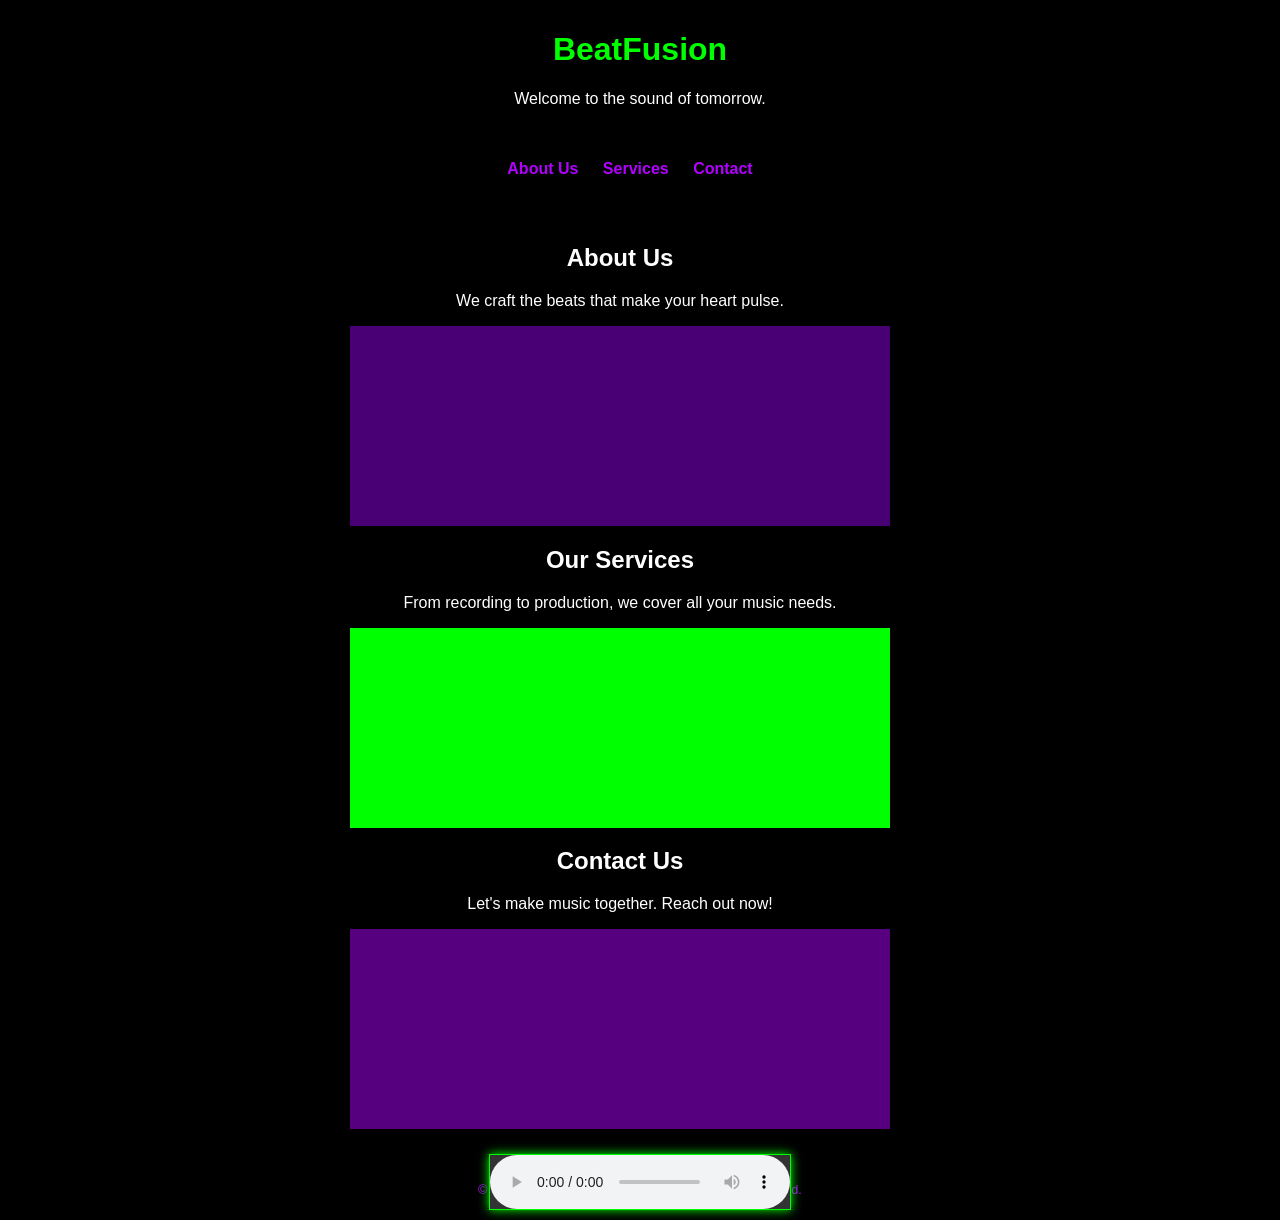 BeatFusion
Welcome to the sound of tomorrow.
About Us Services Contact
About Us
We craft the beats that make your heart pulse.
Our Services
From recording to production, we cover all your music needs.
Contact Us
Let's make music together. Reach out now!
0:00 / 0:00
©
d.